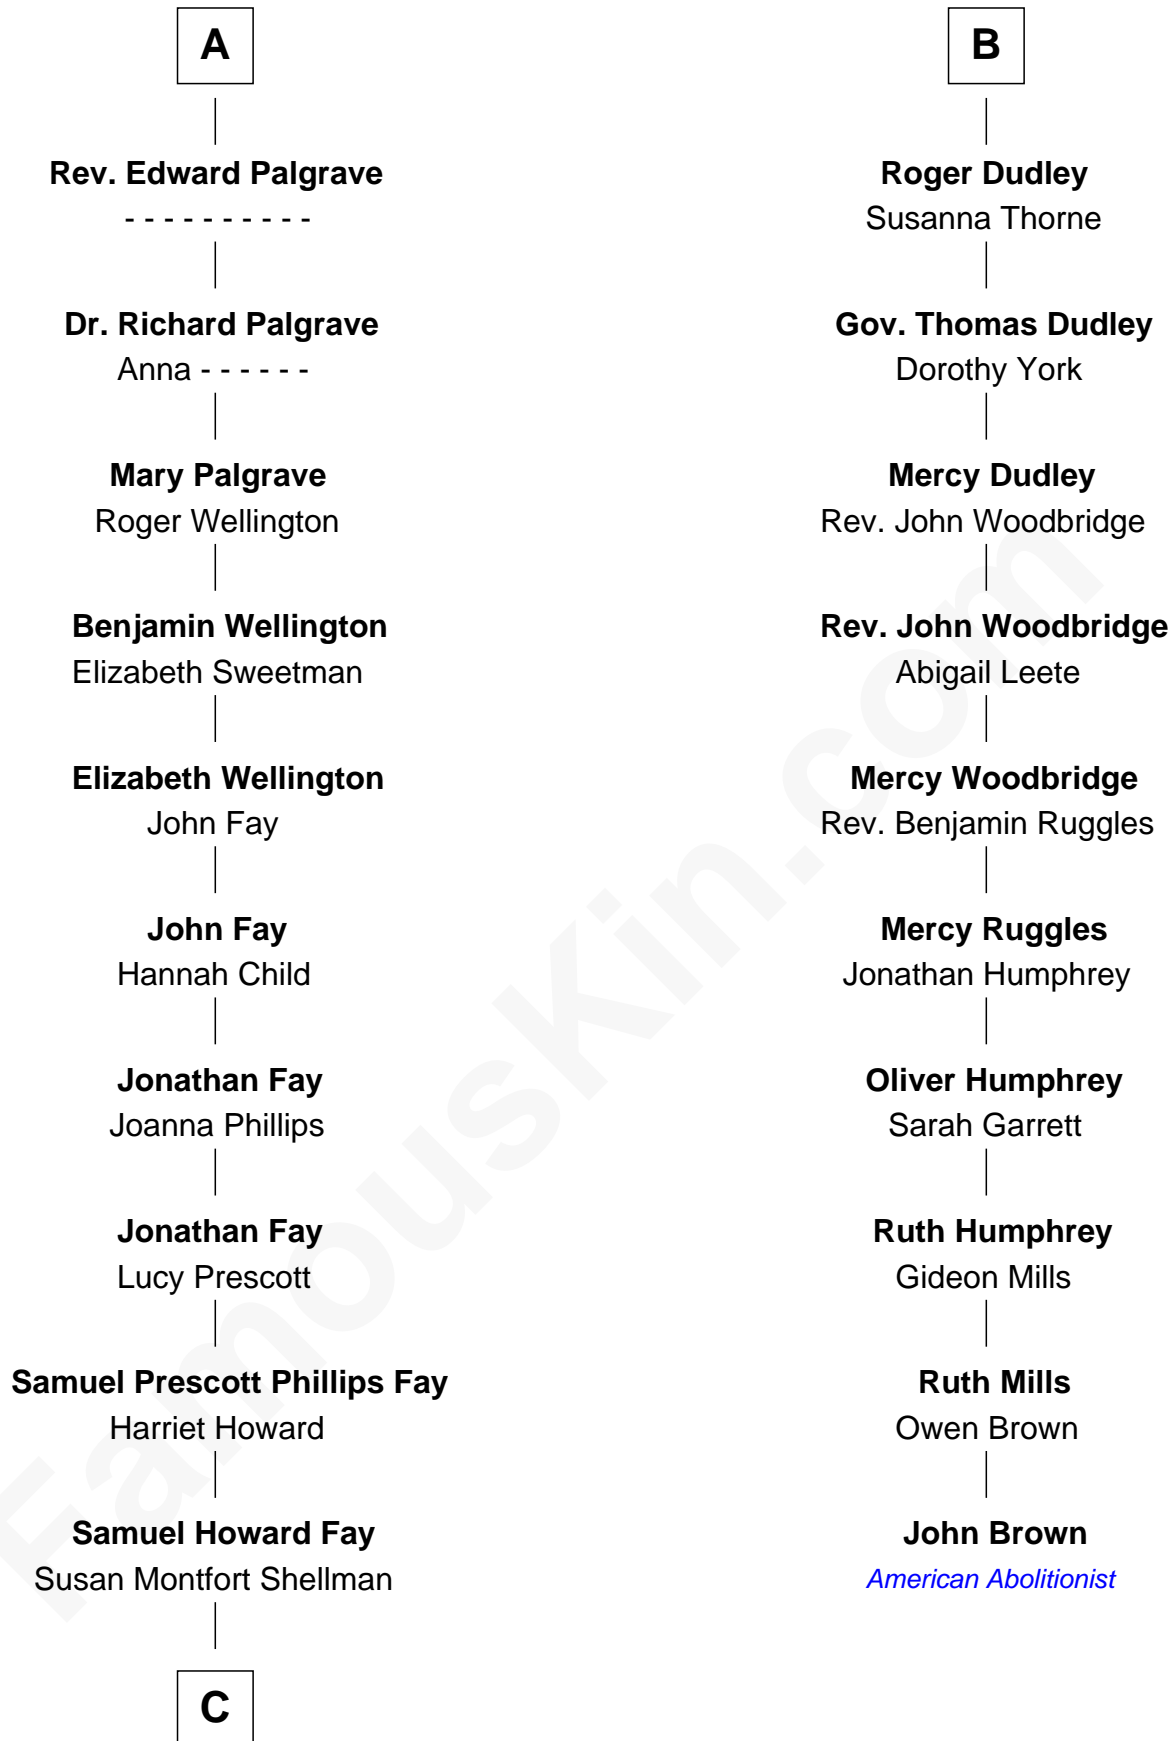 A
Rev. Edward Palgrave
- - - - - - - - - -
Dr. Richard Palgrave
Anna - - - - - -
Mary Palgrave
Roger Wellington
Benjamin Wellington
Elizabeth Sweetman
Elizabeth Wellington
John Fay
John Fay
Hannah Child
Jonathan Fay
Joanna Phillips
Jonathan Fay
Lucy Prescott
Samuel Prescott Phillips Fay
Harriet Howard
Samuel Howard Fay
Susan Montfort Shellman
C
B
Roger Dudley
Susanna Thorne
Gov. Thomas Dudley
Dorothy York
Mercy Dudley
Rev. John Woodbridge
Rev. John Woodbridge
Abigail Leete
Mercy Woodbridge
Rev. Benjamin Ruggles
Mercy Ruggles
Jonathan Humphrey
Oliver Humphrey
Sarah Garrett
Ruth Humphrey
Gideon Mills
Ruth Mills
Owen Brown
John Brown
American Abolitionist
FamousKin.com